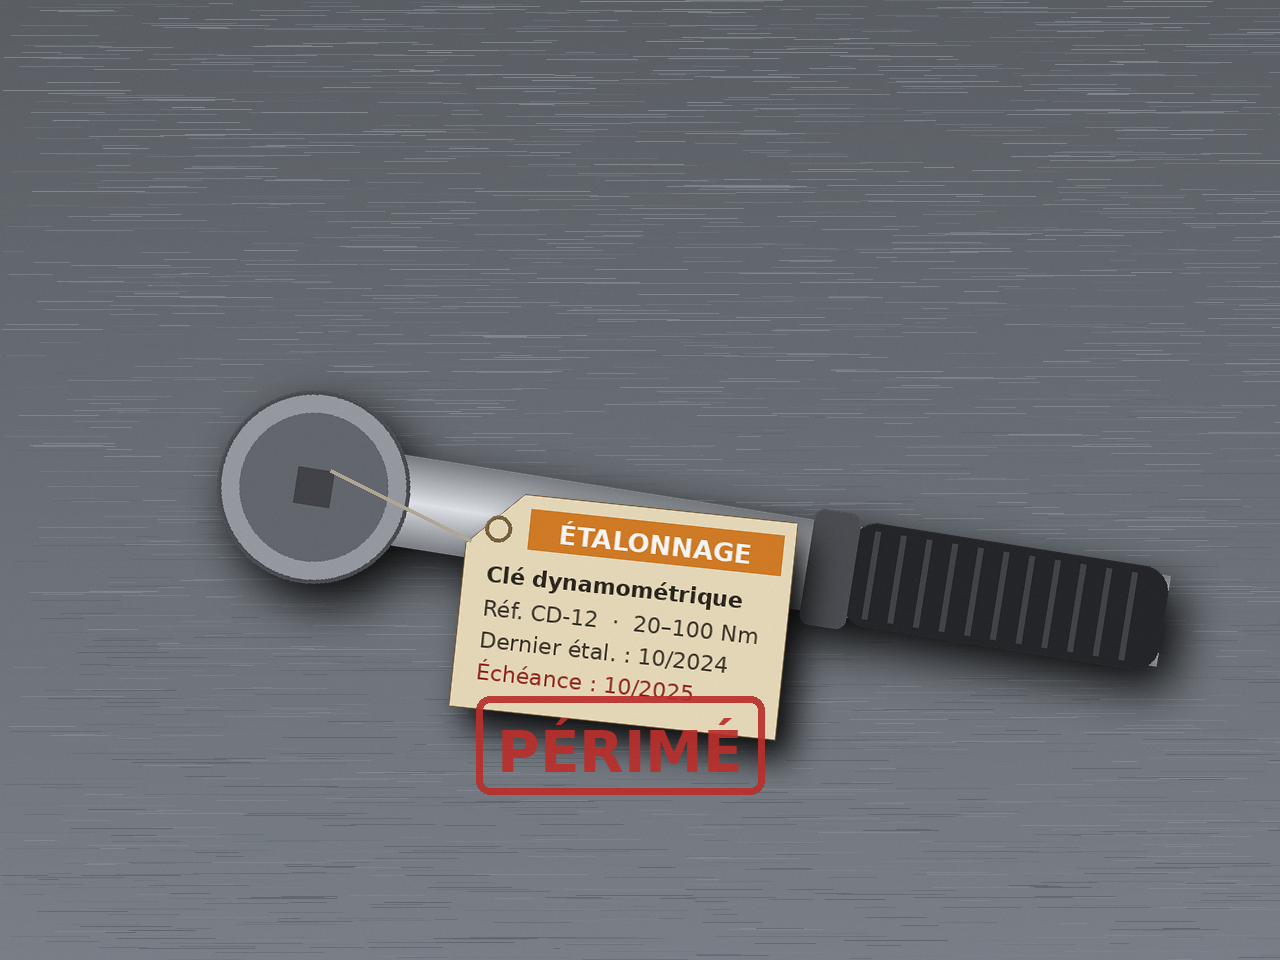 ÉTALONNAGE
Clé dynamométrique
Réf. CD-12 · 20–100 Nm
Dernier étal. : 10/2024
Échéance : 10/2025
PÉRIMÉ